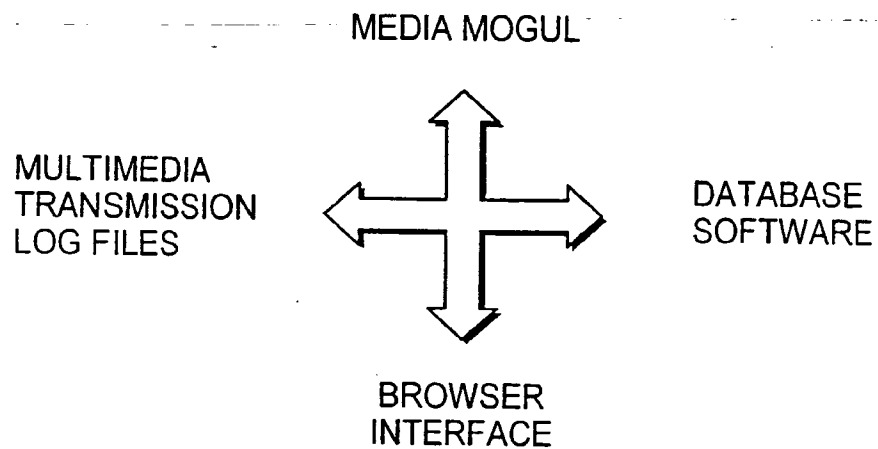 MEDIA MOGUL
MULTIMEDIA
TRANSMISSION
LOG FILES
DATABASE
SOFTWARE
BROWSER
INTERFACE